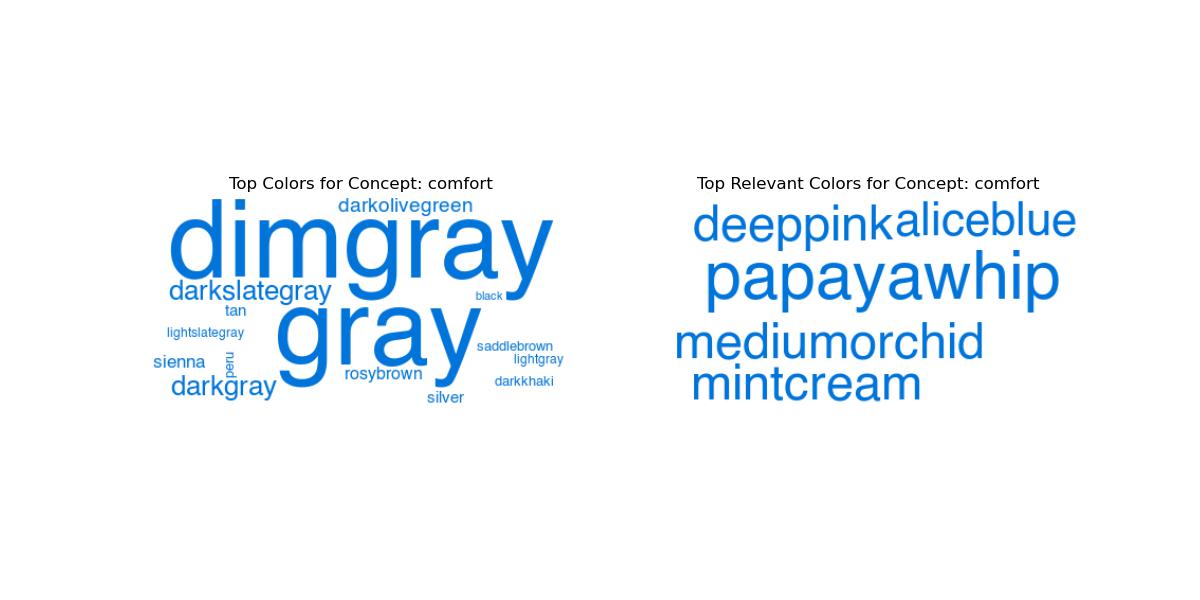 Top Colors for Concept: comfort
darkolivegreen
dimgray
darkslategray
black
tan
gray
lightslategray
saddlebrown
sienna
peru
lightgray
rosybrown
darkgray
darkkhaki
silver
Top Relevant Colors for Concept: comfort
deeppink
aliceblue
papayawhip
mediumorchid
mintcream